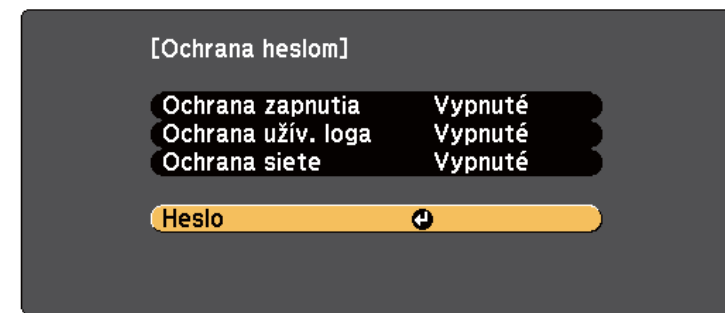 [Ochrana heslom]
Ochrana zapnutia Vypnuté
Ochrana užív. loga Vypnuté
Ochrana siete Vypnuté
Heslo